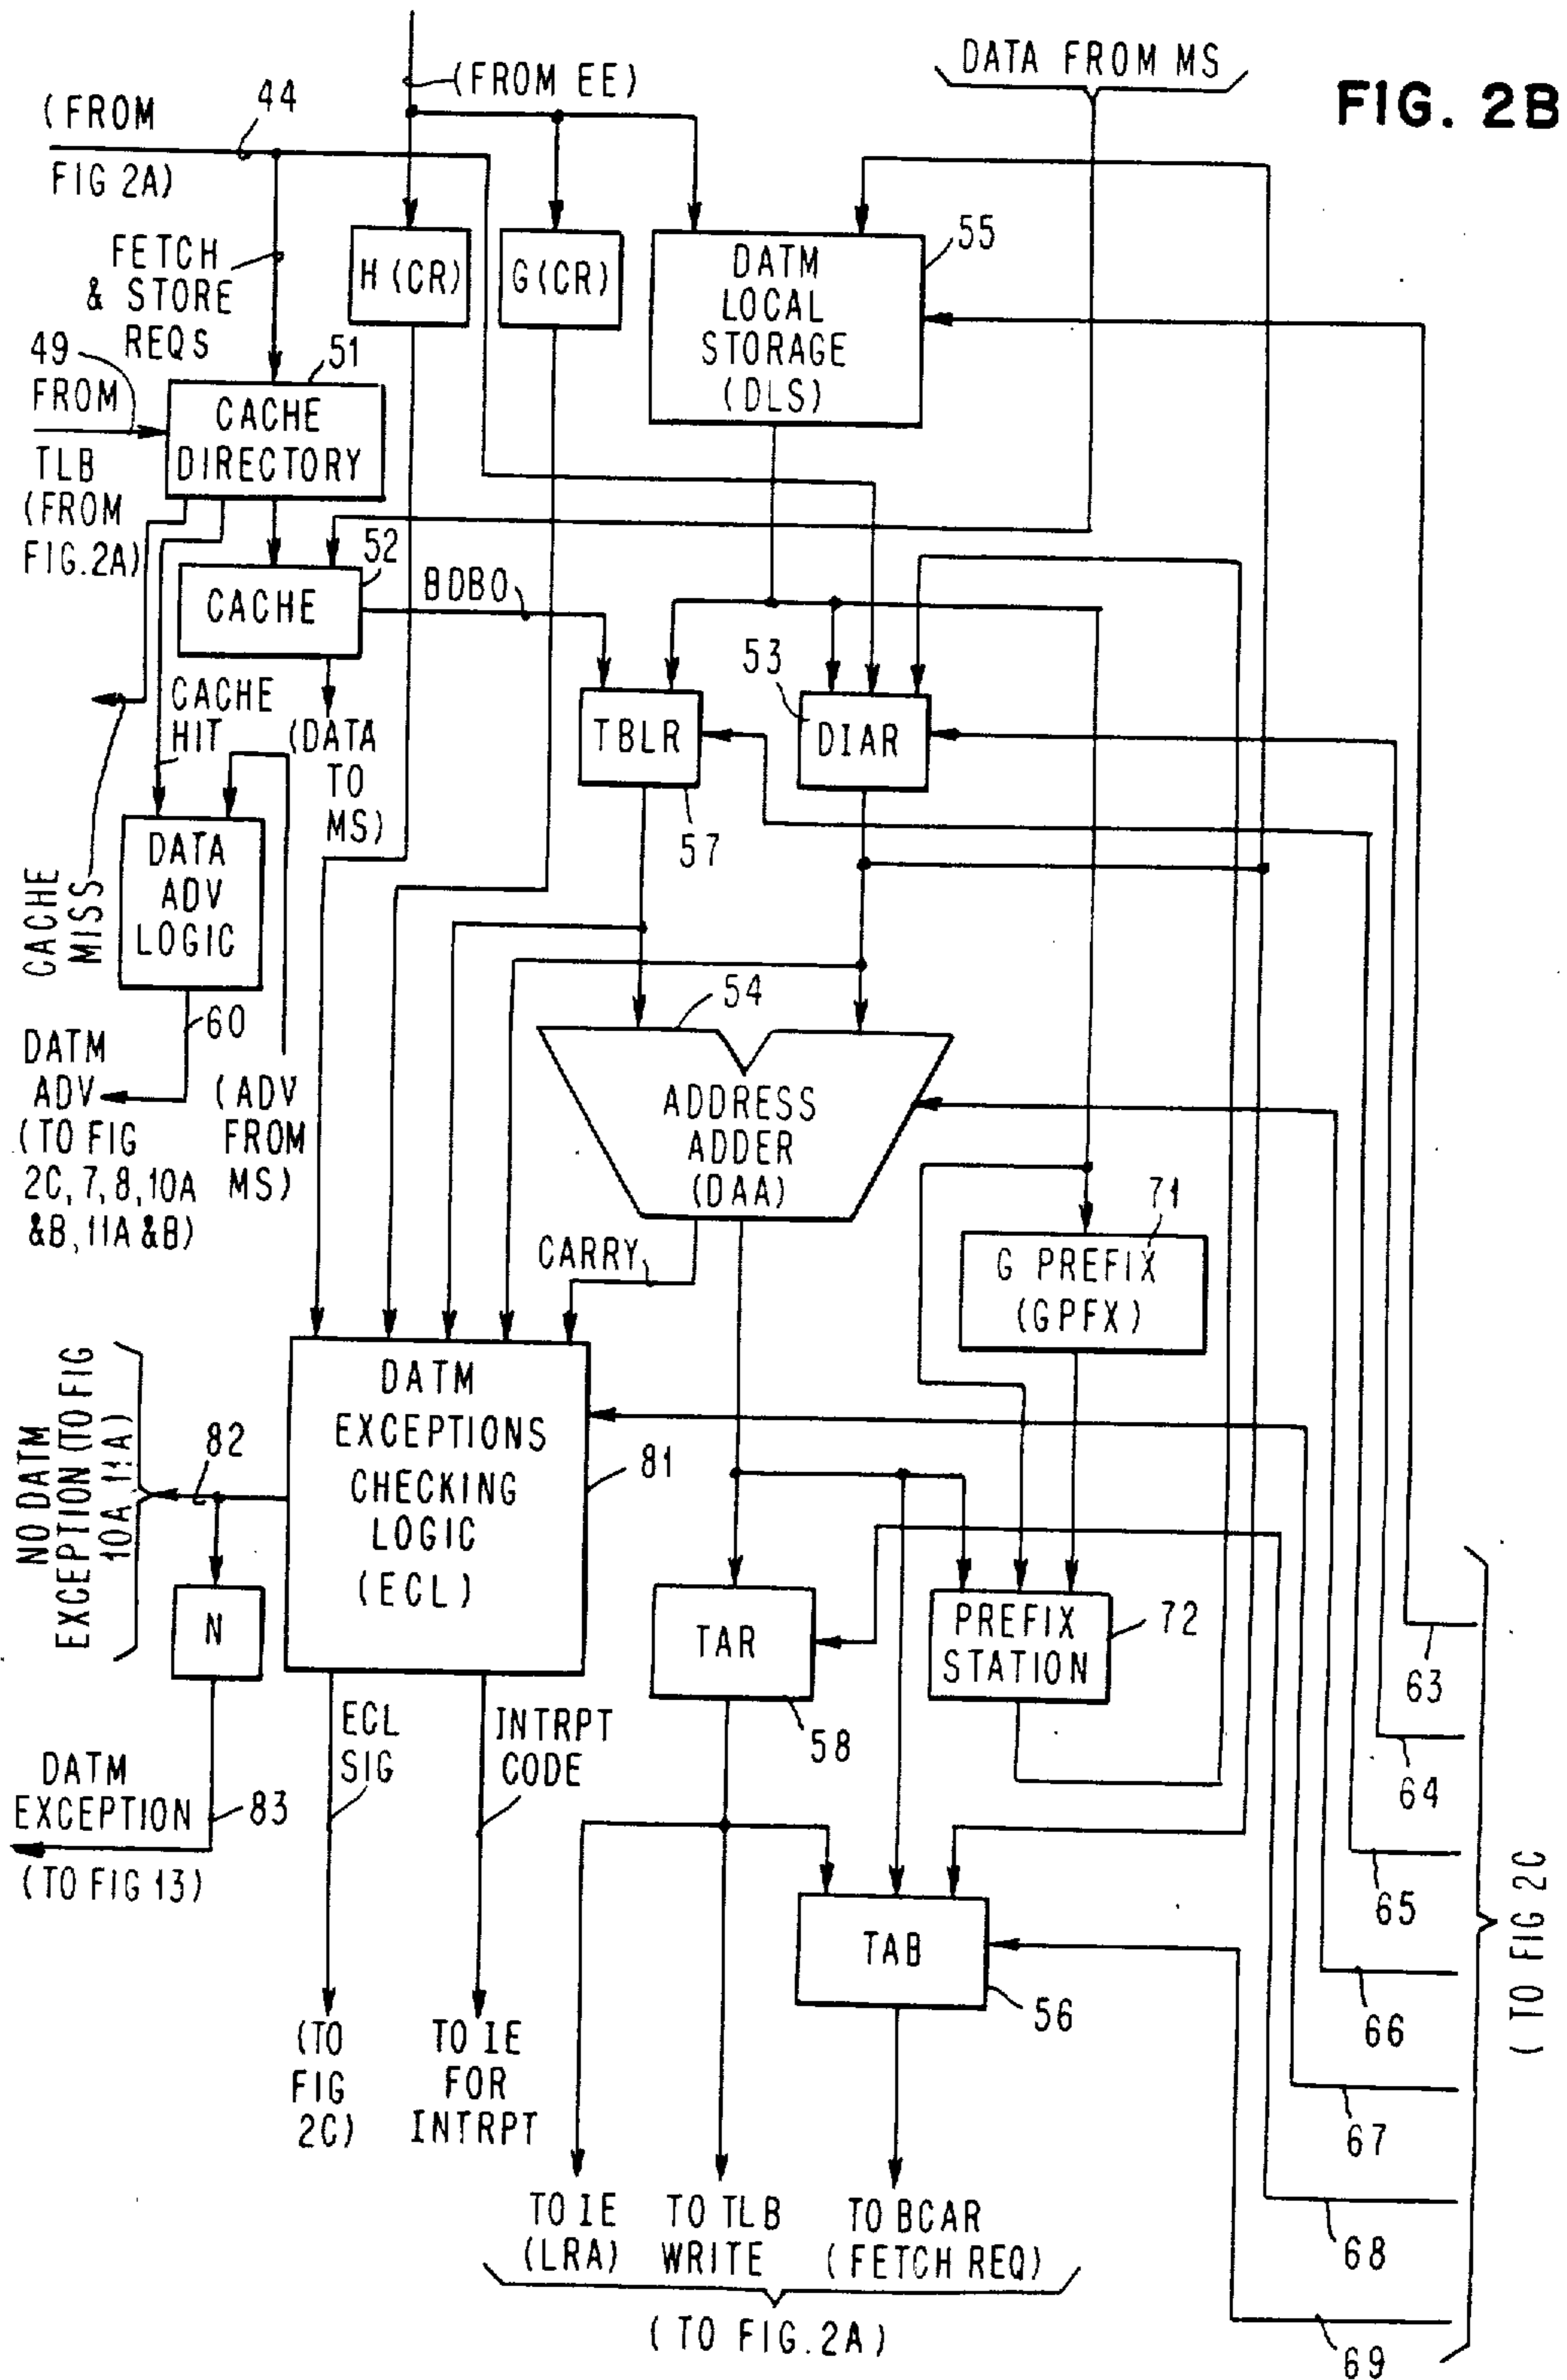 FIG. 2B
(FROM EE)
DATA FROM MS
(FROM
44
FIG 2A)
FETCH
& STORE
REQS
H (CR)
G (CR)
DATM
LOCAL
STORAGE
(DLS)
55
49
FROM
TLB
(FROM
FIG. 2A)
51
CACHE
DIRECTORY
52
CACHE
BDBO
CACHE
HIT
(DATA
TO
MS)
TBLR
57
53
DIAR
CACHE
MISS
DATA
ADV
LOGIC
60
DATM
ADV
(TO FIG
2C, 7, 8, 10A
&B, 11A &B)
(ADV
FROM
MS)
54
ADDRESS
ADDER
(DAA)
CARRY
71
G PREFIX
(GPFX)
NO DATM
EXCEPTION (TO FIG
10A 11A)
82
DATM
EXCEPTIONS
CHECKING
LOGIC
(ECL)
81
N
TAR
58
PREFIX
STATION
72
63
64
65
66
67
68
69
(TO FIG 2C
DATM
EXCEPTION
83
(TO FIG 13)
ECL
SIG
INTRPT
CODE
TAB
56
(TO
FIG
2C)
TO IE
FOR
INTRPT
TO IE
(LRA)
TO TLB
WRITE
TO BCAR
(FETCH REQ)
(TO FIG. 2A)